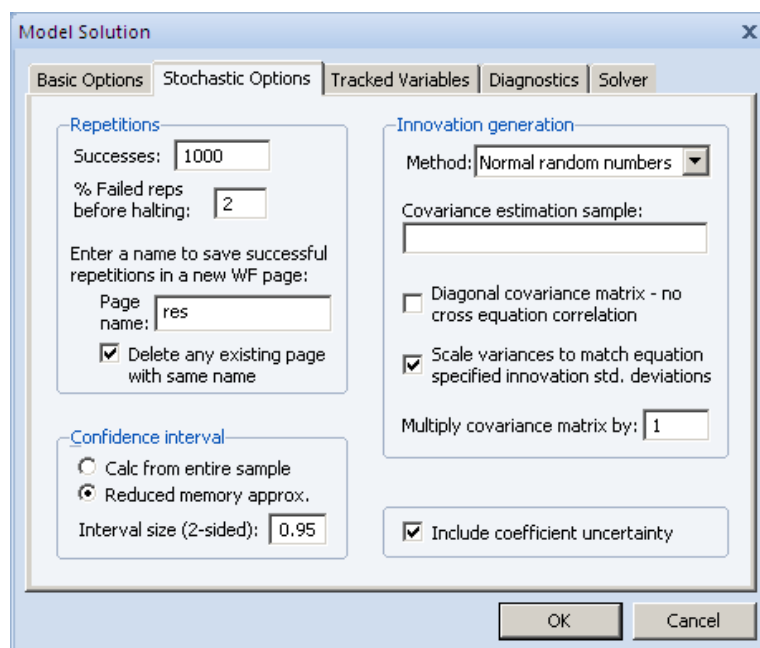 Model Solution
x
Basic Options
Stochastic Options
Tracked Variables
Diagnostics
Solver
Repetitions
Successes: 1000
% Failed reps
before halting: 2
Enter a name to save successful
repetitions in a new WF page:
Page
name: res
Delete any existing page
with same name
Confidence interval
Calc from entire sample
Reduced memory approx.
Interval size (2-sided): 0.95
Innovation generation
Method: Normal random numbers
Covariance estimation sample:
Diagonal covariance matrix - no
cross equation correlation
Scale variances to match equation
specified innovation std. deviations
Multiply covariance matrix by: 1
Include coefficient uncertainty
OK
Cancel